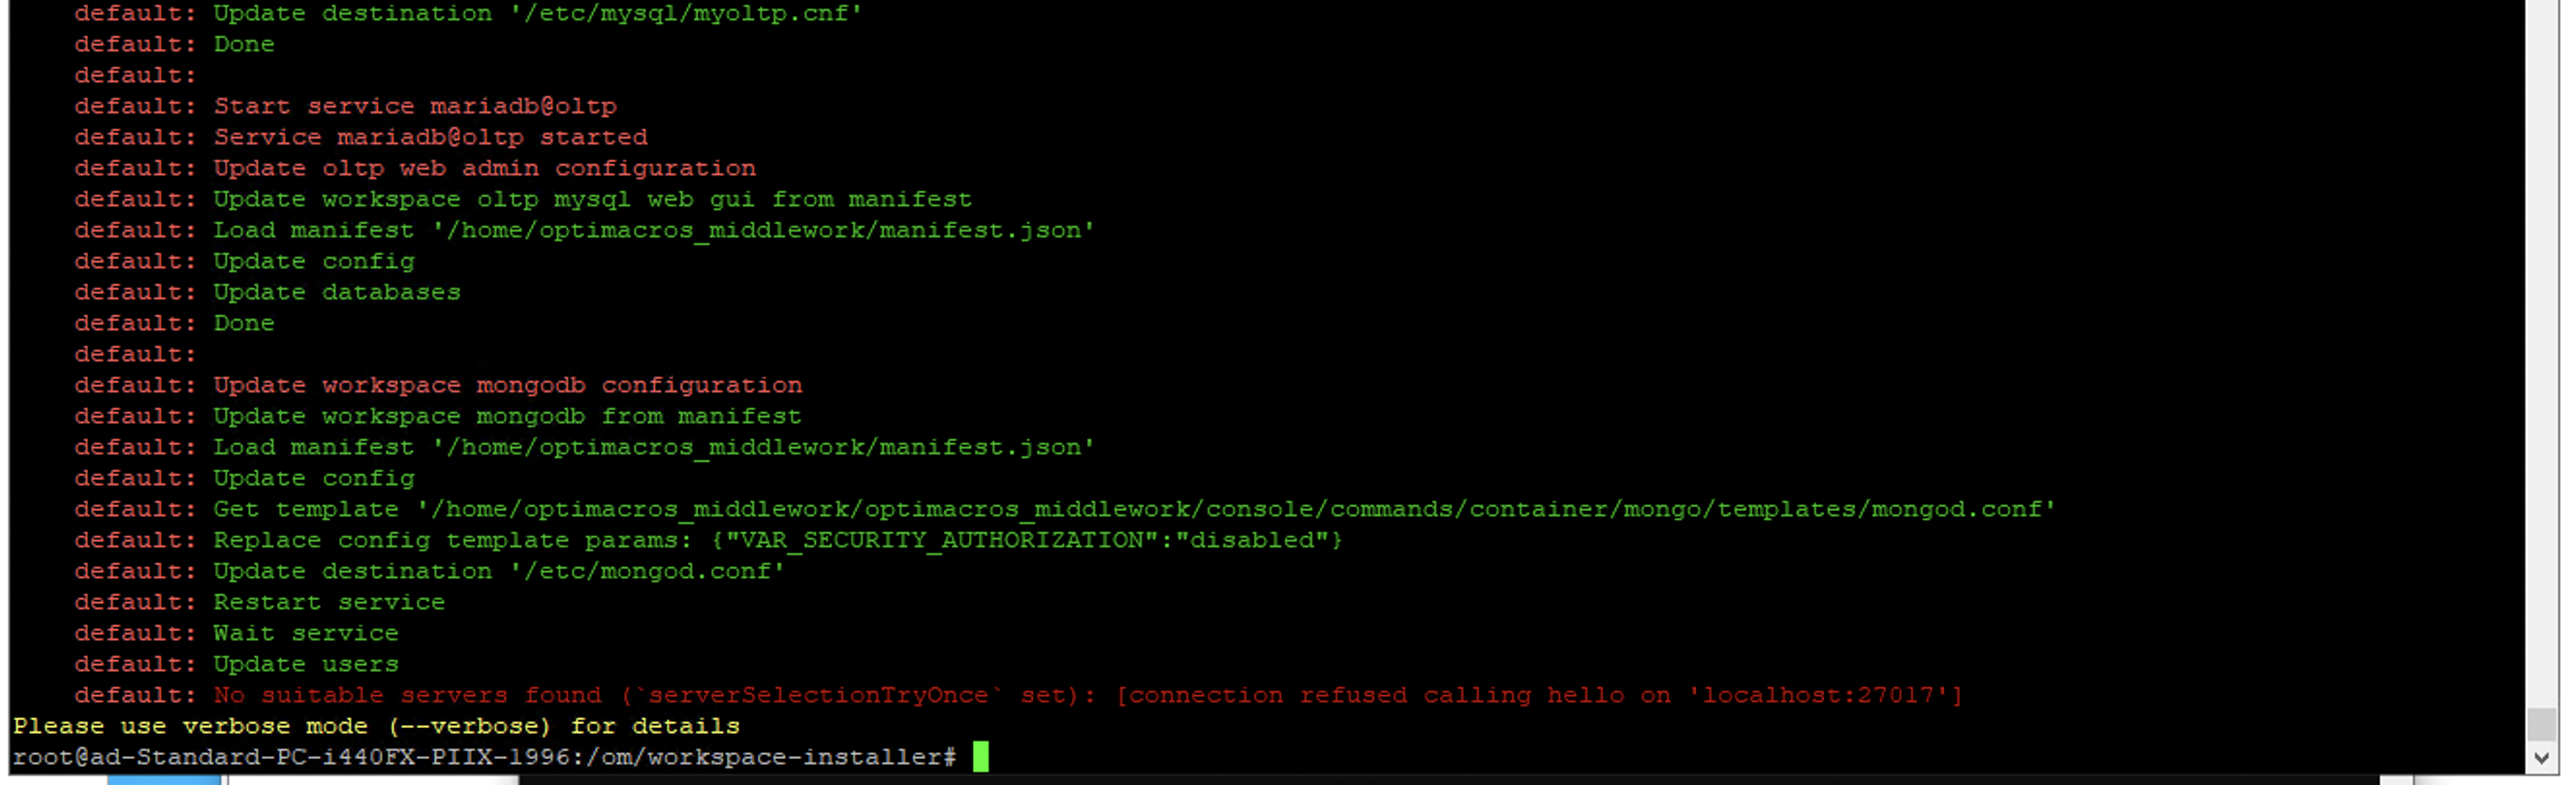 default: Update destination '/etc/mysql/myoltp.cnf'
default: Done
default:
default: Start service mariadb@oltp
default: Service mariadb@oltp started
default: Update oltp web admin configuration
default: Update workspace oltp mysql web gui from manifest
default: Load manifest '/home/optimacros_middlework/manifest.json'
default: Update config
default: Update databases
default: Done
default:
default: Update workspace mongodb configuration
default: Update workspace mongodb from manifest
default: Load manifest '/home/optimacros_middlework/manifest.json'
default: Update config
default: Get template '/home/optimacros_middlework/optimacros_middlework/console/commands/container/mongo/templates/mongod.conf'
default: Replace config template params: {"VAR_SECURITY_AUTHORIZATION":"disabled"}
default: Update destination '/etc/mongod.conf'
default: Restart service
default: Wait service
default: Update users
default: No suitable servers found (`serverSelectionTryOnce` set): [connection refused calling hello on 'localhost:27017']
Please use verbose mode (--verbose) for details
root@ad-Standard-PC-i440FX-PIIX-1996:/om/workspace-installer#